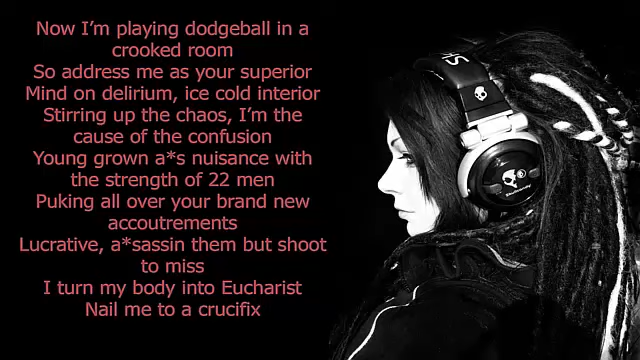 Now I'm playing dodgeball in a
crooked room
So address me as your superior
Mind on delirium, ice cold interior
Stirring up the chaos, I'm the
cause of the confusion
Young grown a*s nuisance with
the strength of 22 men
Puking all over your brand new
accoutrements
Lucrative, a*sassin them but shoot
to miss
I turn my body into Eucharist
Nail me to a crucifix